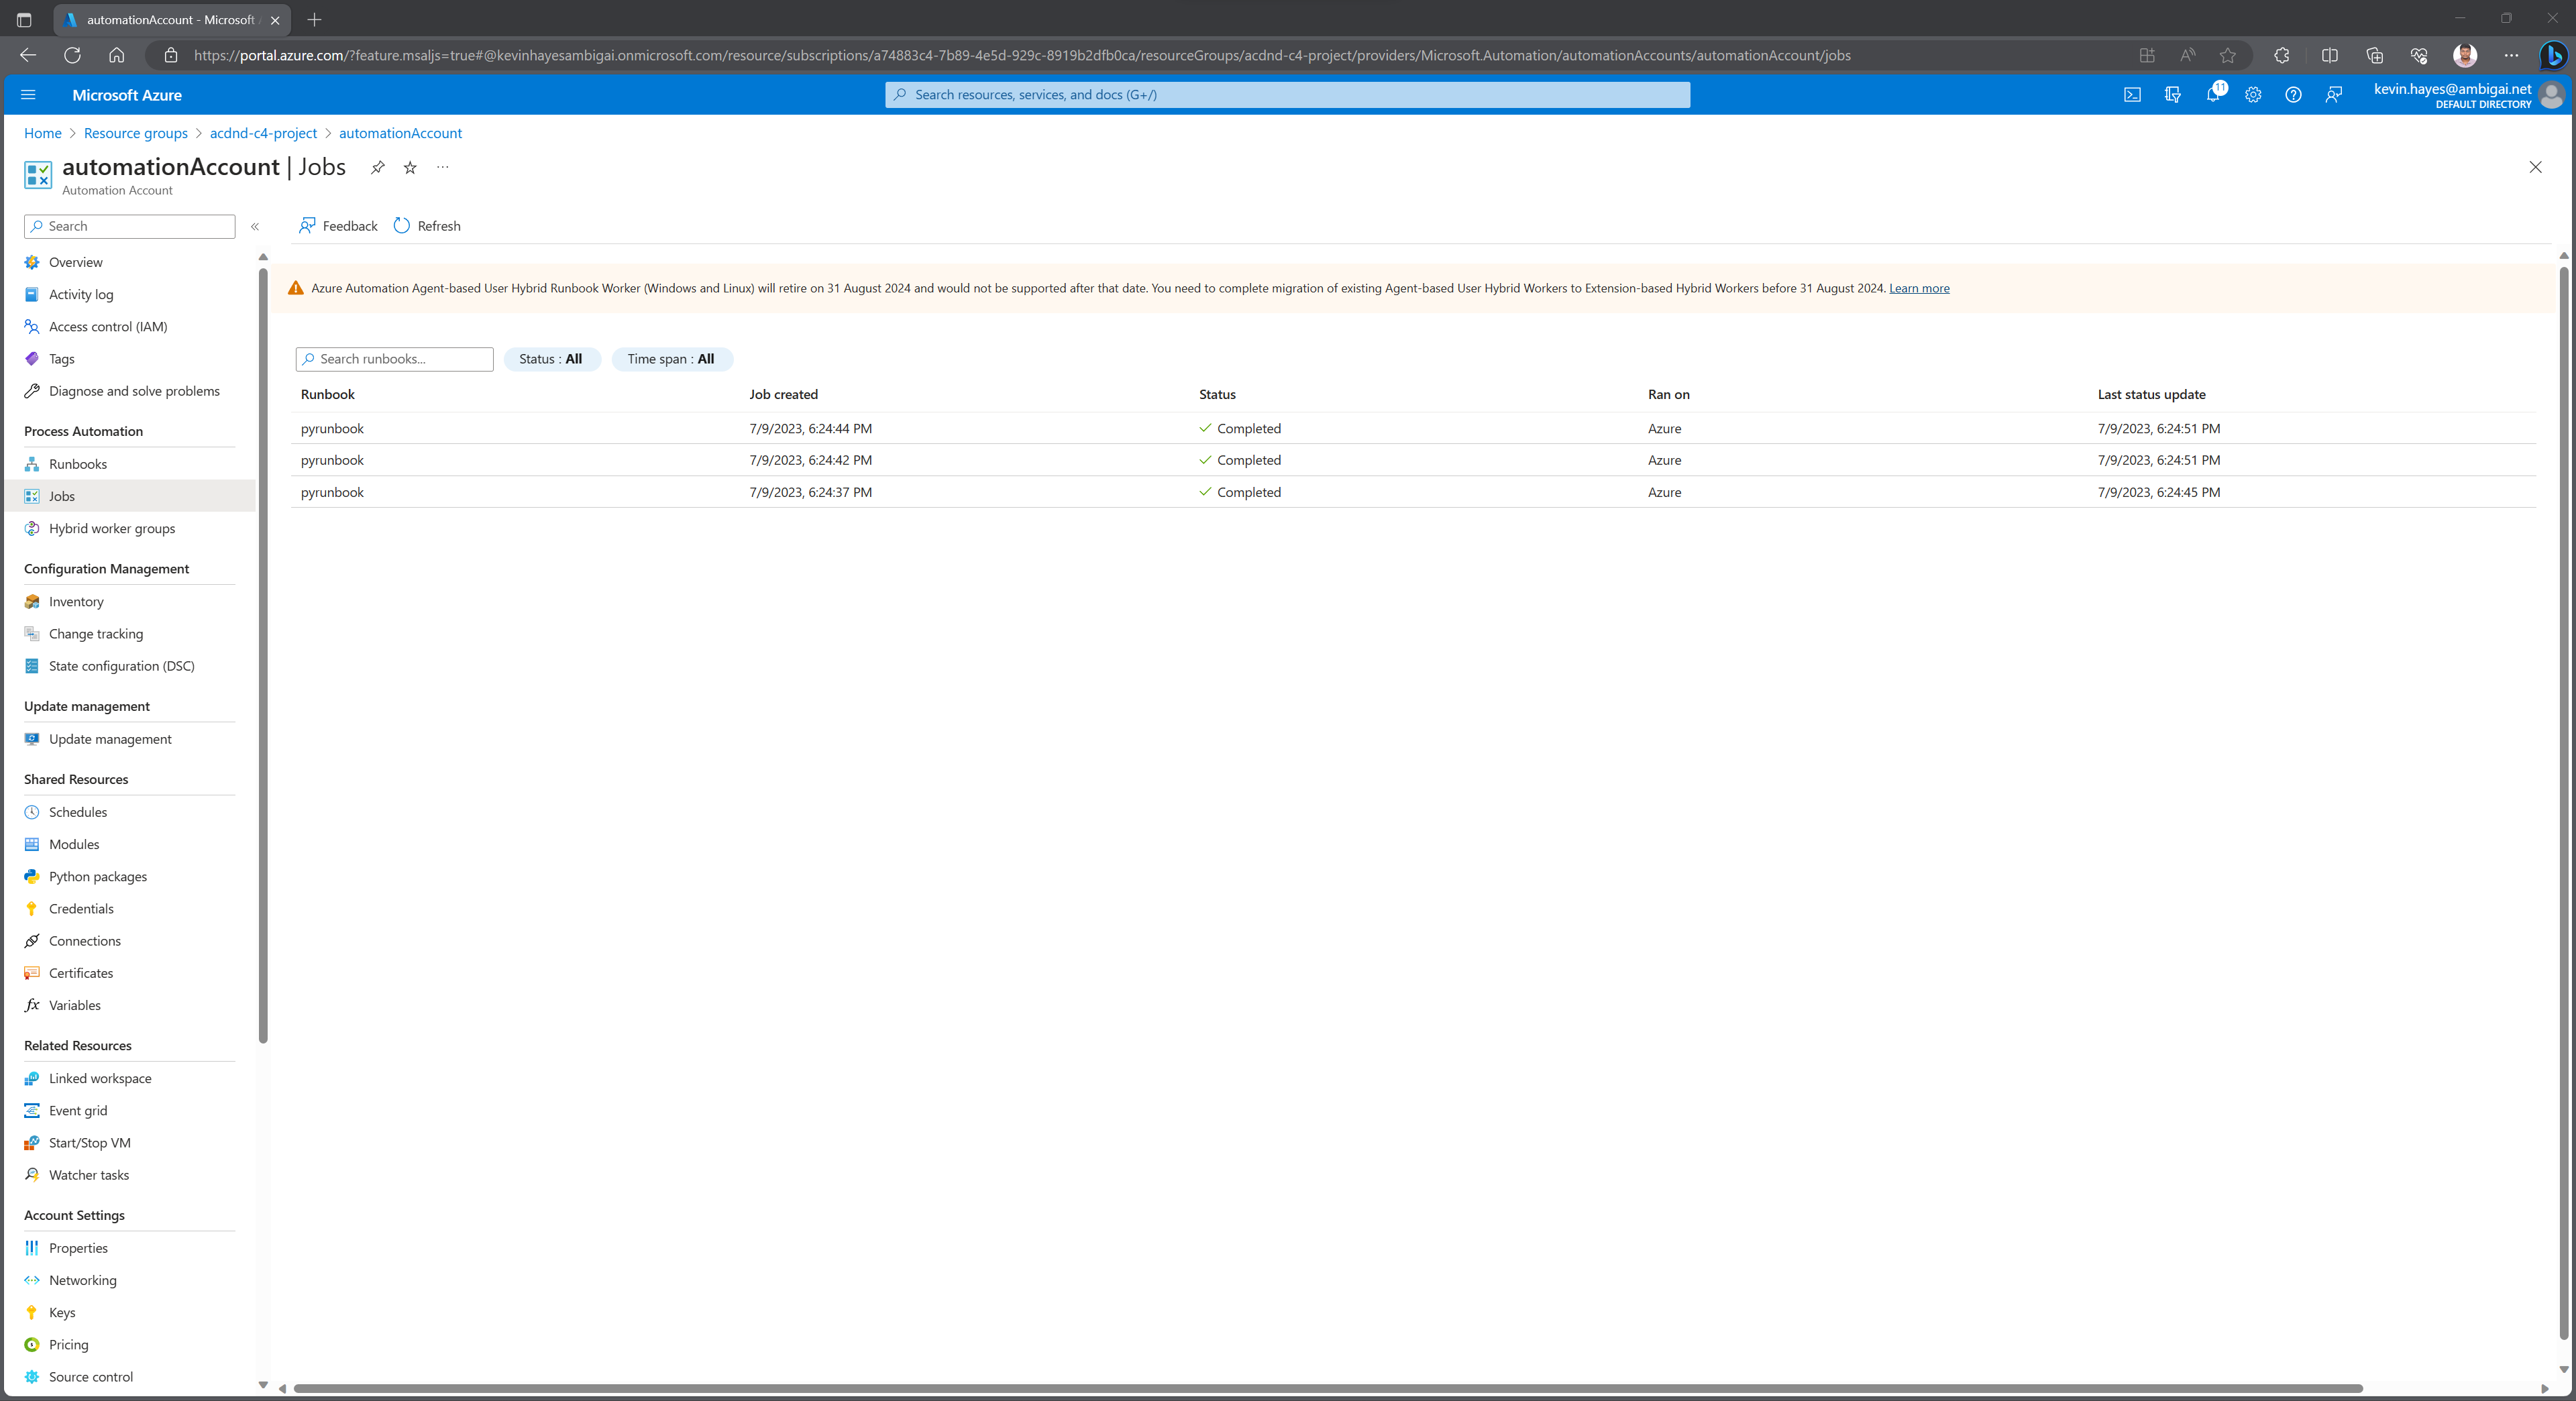 automationAccount - Microsoft A
https://portal.azure.com/?feature.msaljs=true#@kevinhayesambigai.onmicrosoft.com/resource/subscriptions/a74883c4-7b89-4e5d-929c-8919b2dfb0ca/resourceGroups/acdnd-c4-project/providers/Microsoft.Automation/automationAccounts/automationAccount/jobs
Microsoft Azure
Search resources, services, and docs (G+/)
11
kevin.hayes@ambigai.net
DEFAULT DIRECTORY
Home > Resource groups > acdnd-c4-project > automationAccount
automationAccount | Jobs
Automation Account
Search
Feedback Refresh
Overview
Activity log
Access control (IAM)
Tags
Diagnose and solve problems
Process Automation
Runbooks
Jobs
Hybrid worker groups
Configuration Management
Inventory
Change tracking
State configuration (DSC)
Update management
Update management
Shared Resources
Schedules
Modules
Python packages
Credentials
Connections
Certificates
Variables
Related Resources
Linked workspace
Event grid
Start/Stop VM
Watcher tasks
Account Settings
Properties
Networking
Keys
Pricing
Source control
Azure Automation Agent-based User Hybrid Runbook Worker (Windows and Linux) will retire on 31 August 2024 and would not be supported after that date. You need to complete migration of existing Agent-based User Hybrid Workers to Extension-based Hybrid Workers before 31 August 2024. Learn more
Search runbooks... Status : All Time span : All
Runbook Job created Status Ran on Last status update
pyrunbook 7/9/2023, 6:24:44 PM Completed Azure 7/9/2023, 6:24:51 PM
pyrunbook 7/9/2023, 6:24:42 PM Completed Azure 7/9/2023, 6:24:51 PM
pyrunbook 7/9/2023, 6:24:37 PM Completed Azure 7/9/2023, 6:24:45 PM